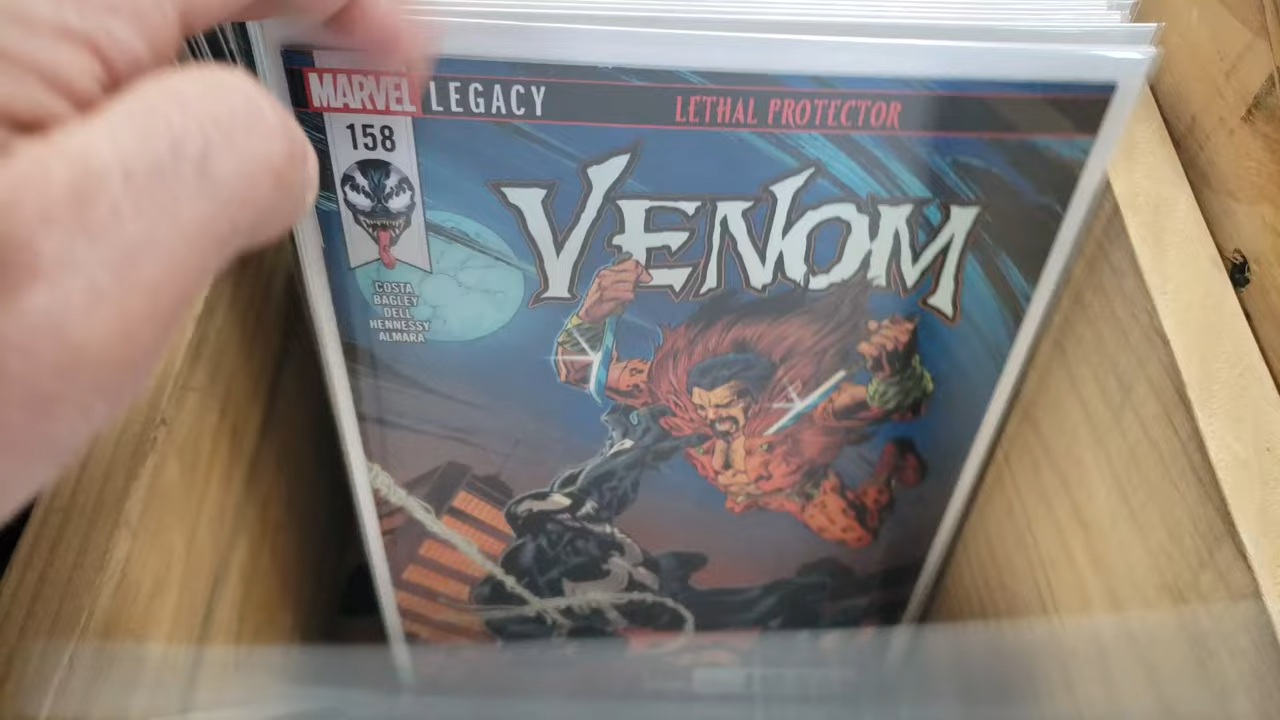 MARVEL LEGACY
LETHAL PROTECTOR
158
VENOM
COSTA
BAGLEY
DELL
HENNESSY
ALMARA